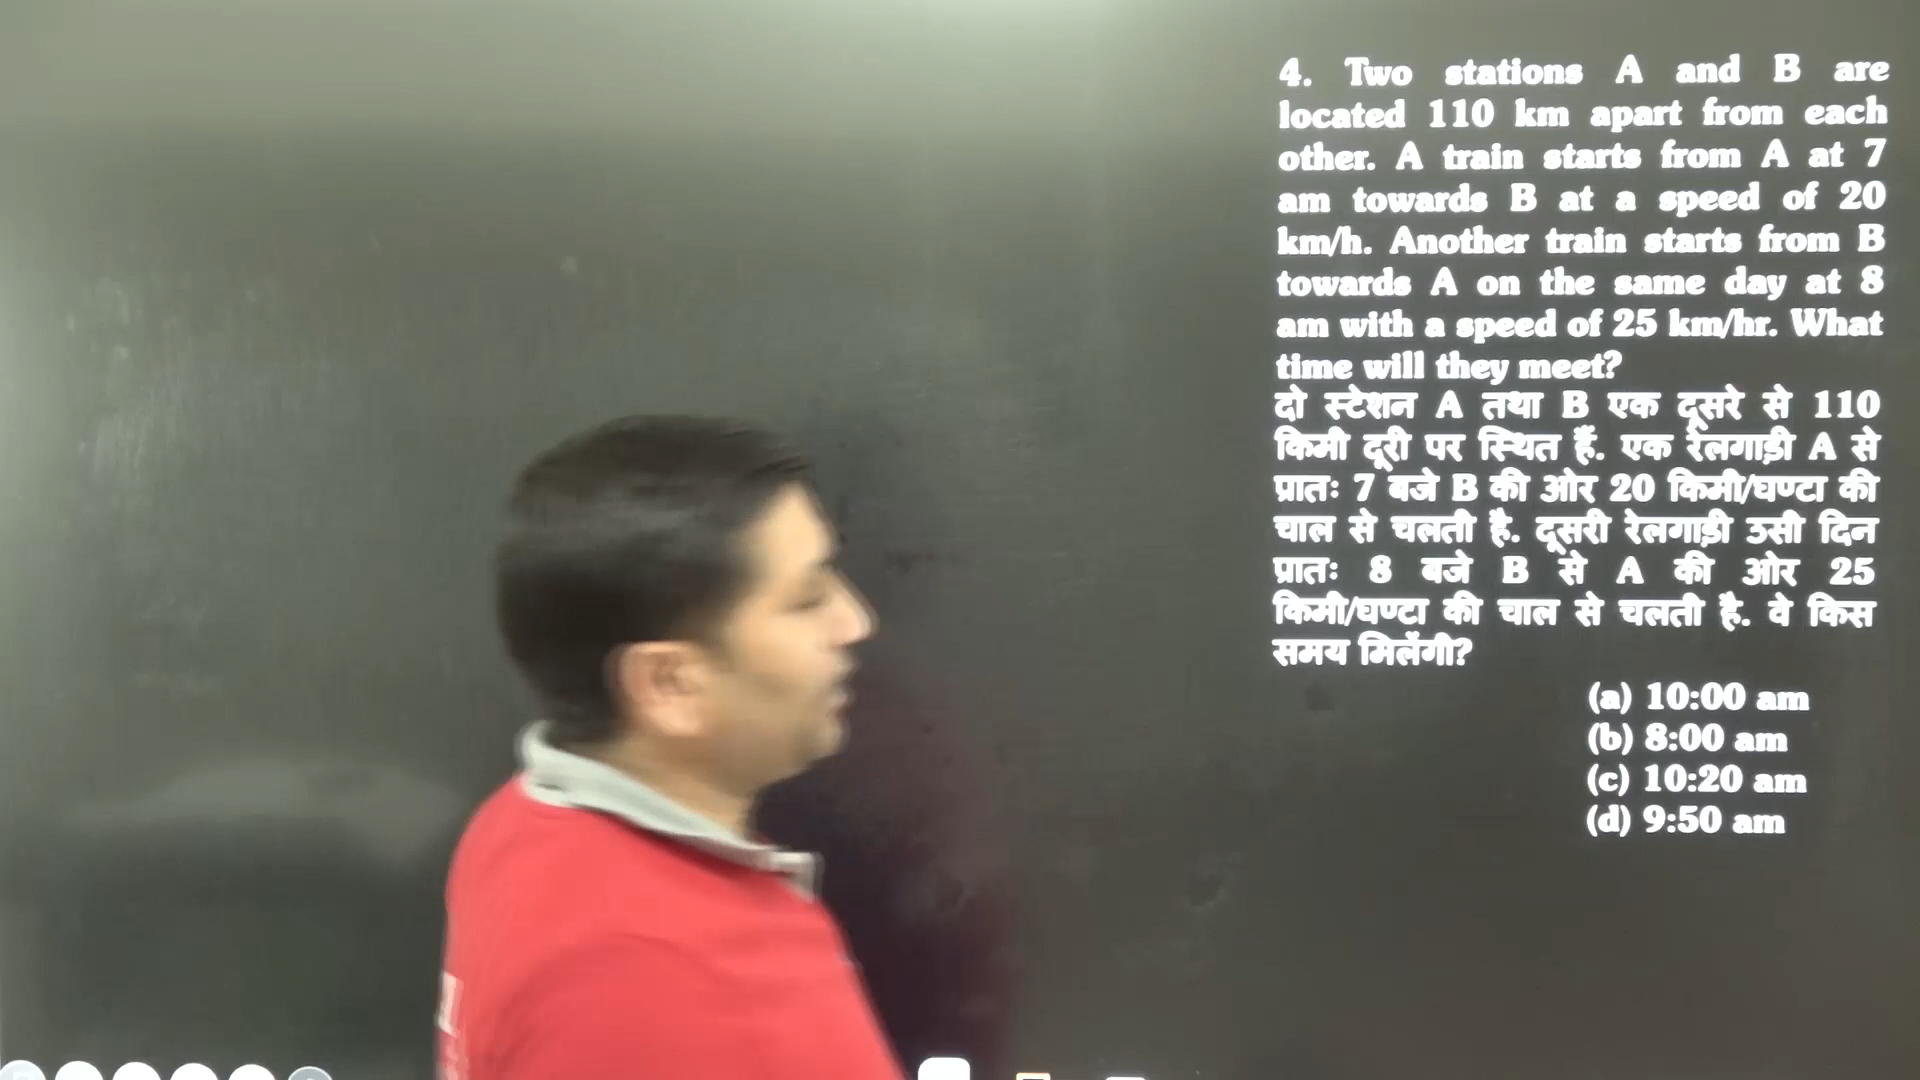 4. Two stations A and B are
located 110 km apart from each
other. A train starts from A at 7
am towards B at a speed of 20
km/h. Another train starts from B
towards A on the same day at 8
am with a speed of 25 km/hr. What
time will they meet?
दो स्टेशन A तथा B एक दूसरे से 110
किमी दूरी पर स्थित हैं. एक रेलगाड़ी A से
प्रातः 7 बजे B की ओर 20 किमी/घण्टा की
चाल से चलती है. दूसरी रेलगाड़ी उसी दिन
प्रातः 8 बजे B से A की ओर 25
किमी/घण्टा की चाल से चलती है. वे किस
समय मिलेंगी?
(a) 10:00 am
(b) 8:00 am
(c) 10:20 am
(d) 9:50 am